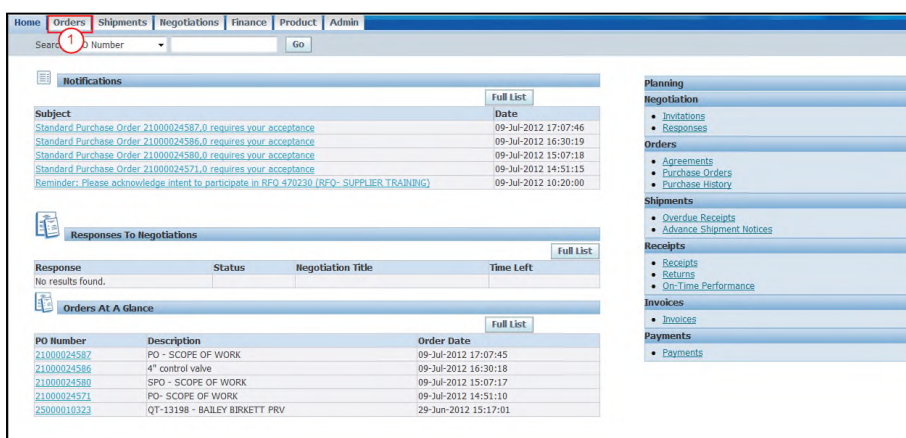 Home Orders Shipments Negotiations Finance Product Admin
1
Number Go
Notifications
Full List
Subject Date
Standard Purchase Order 21000024587,0 requires your acceptance 09-Jul-2012 17:07:46
Standard Purchase Order 21000024586,0 requires your acceptance 09-Jul-2012 16:30:19
Standard Purchase Order 21000024580,0 requires your acceptance 09-Jul-2012 15:07:18
Standard Purchase Order 21000024571,0 requires your acceptance 09-Jul-2012 14:51:15
Reminder: Please acknowledge intent to participate in RFQ 470230 (RFQ- SUPPLIER TRAINING) 09-Jul-2012 10:20:00
Responses To Negotiations
Full List
Response Status Negotiation Title Time Left
No results found.
Orders At A Glance
Full List
PO Number Description Order Date
21000024587 PO - SCOPE OF WORK 09-Jul-2012 17:07:45
21000024586 4" control valve 09-Jul-2012 16:30:18
21000024580 SPO - SCOPE OF WORK 09-Jul-2012 15:07:17
21000024571 PO- SCOPE OF WORK 09-Jul-2012 14:51:10
25000010323 QT-13198 - BAILEY BIRKETT PRV 29-Jun-2012 15:17:01
Planning
Negotiation
• Invitations
• Responses
Orders
• Agreements
• Purchase Orders
• Purchase History
Shipments
• Overdue Receipts
• Advance Shipment Notices
Receipts
• Receipts
• Returns
• On-Time Performance
Invoices
• Invoices
Payments
• Payments